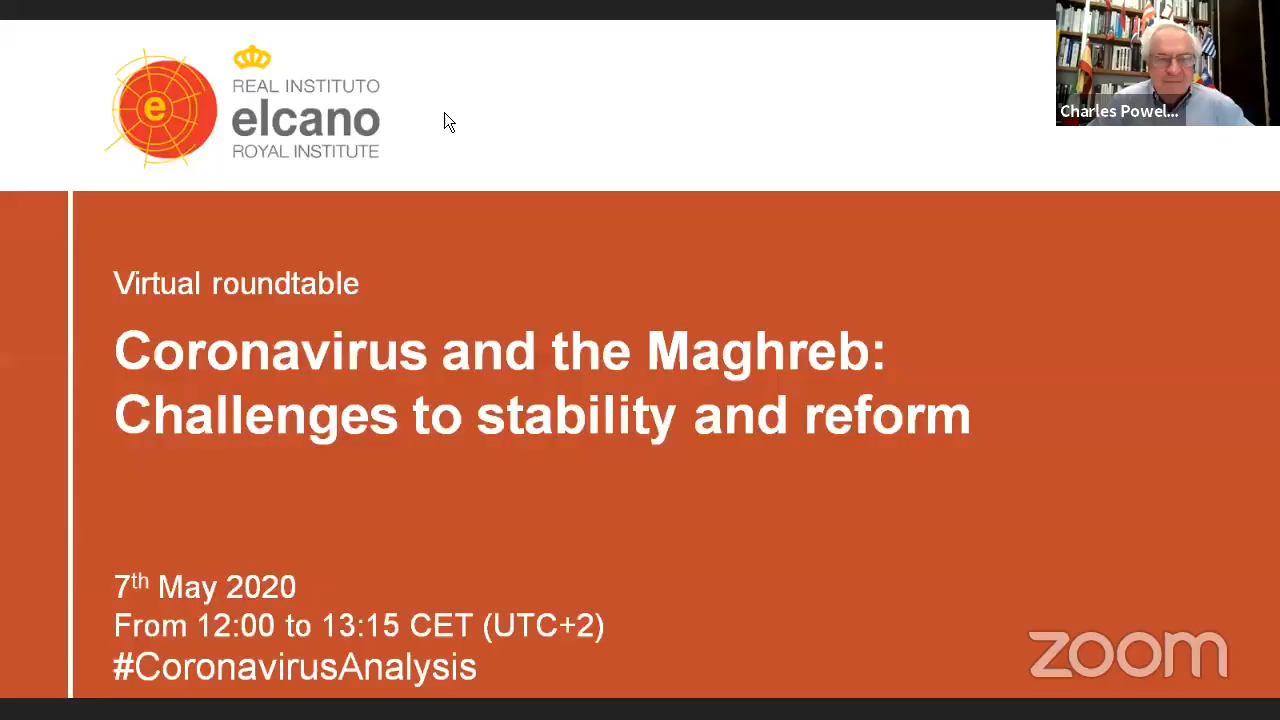 e
REAL INSTITUTO
elcano
ROYAL INSTITUTE
Charles Powel...
Virtual roundtable
Coronavirus and the Maghreb:
Challenges to stability and reform
7th May 2020
From 12:00 to 13:15 CET (UTC+2)
#CoronavirusAnalysis
zoom